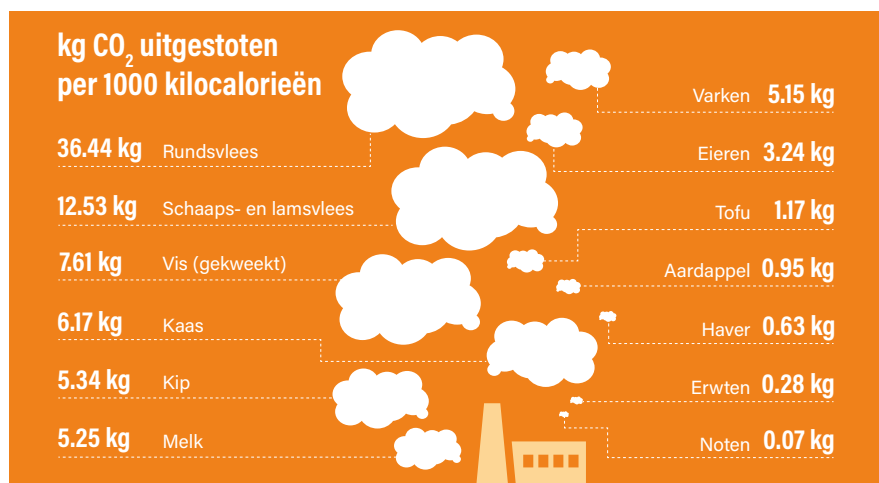 kg CO₂ uitgestoten
per 1000 kilocalorieën
36.44 kg Rundsvlees
12.53 kg Schaaps- en lamsvlees
7.61 kg Vis (gekweekt)
6.17 kg Kaas
5.34 kg Kip
5.25 kg Melk
Varken 5.15 kg
Eieren 3.24 kg
Tofu 1.17 kg
Aardappel 0.95 kg
Haver 0.63 kg
Erwten 0.28 kg
Noten 0.07 kg